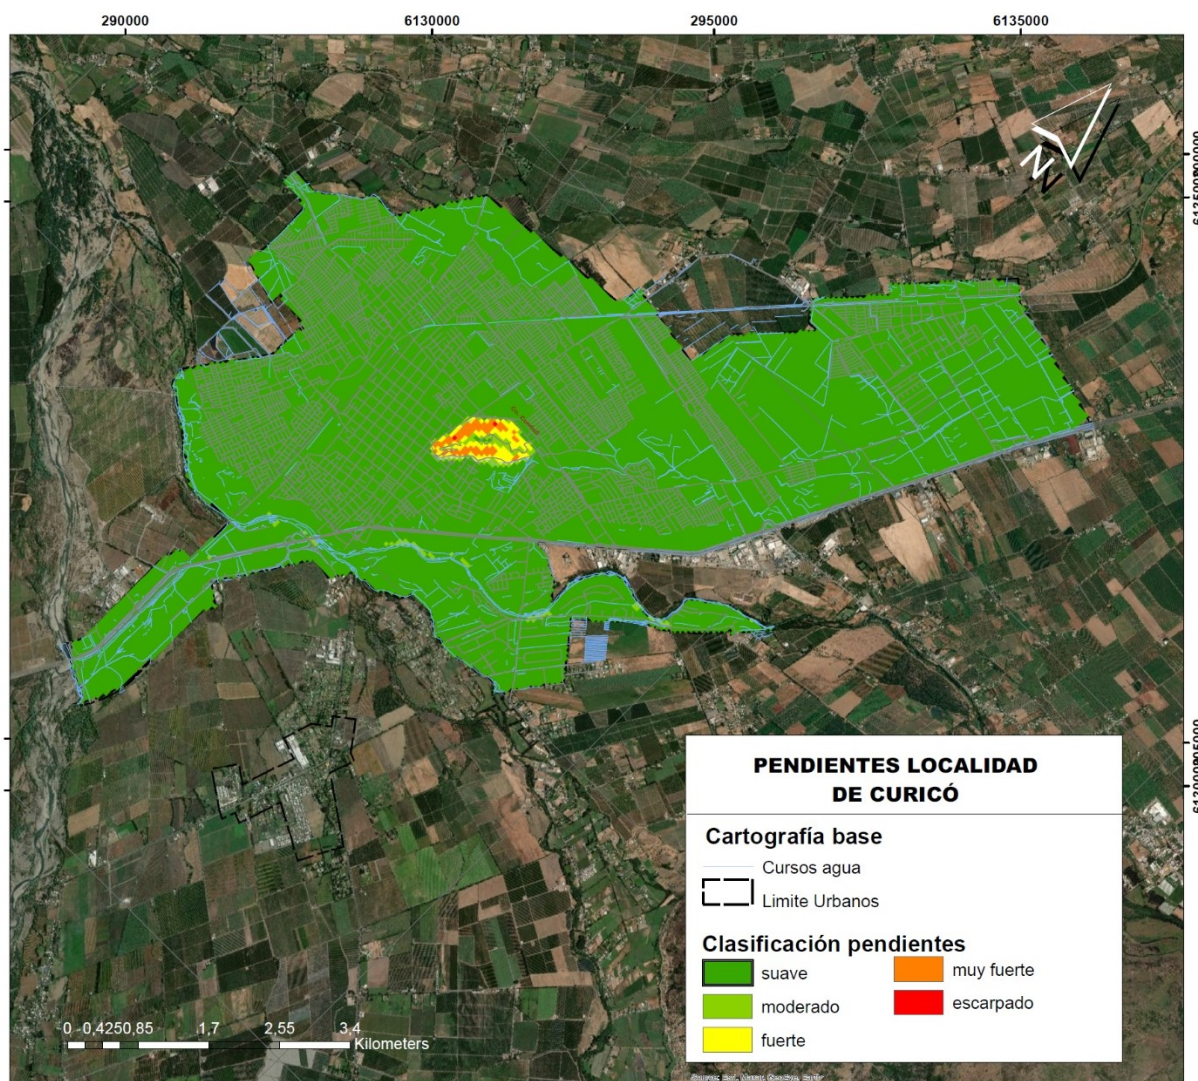 290000
6130000
295000
6135000
N
PENDIENTES LOCALIDAD
DE CURICÓ
Cartografía base
Cursos agua
Limite Urbanos
Clasificación pendientes
suave
moderado
fuerte
muy fuerte
escarpado
0 0,4250,85 1,7 2,55 3,4
Kilometers